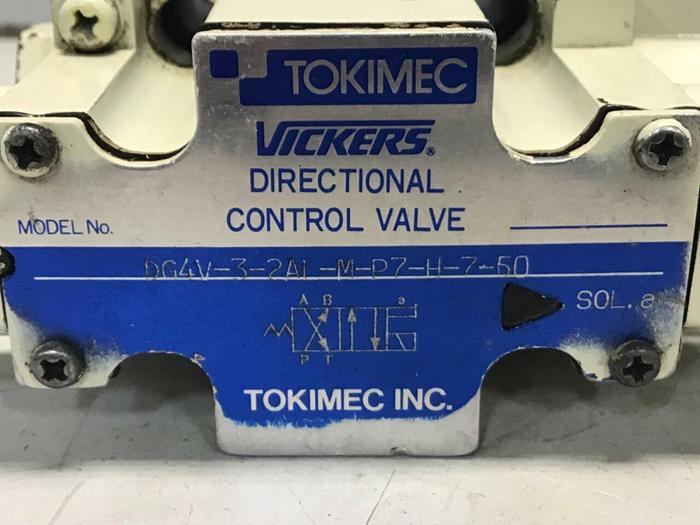 TOKIMEC
VICKERS®
DIRECTIONAL
CONTROL VALVE
MODEL No.
DG4V-3-2AL-M-P7-H-7-50
A B a
SOL. a
P T
TOKIMEC INC.